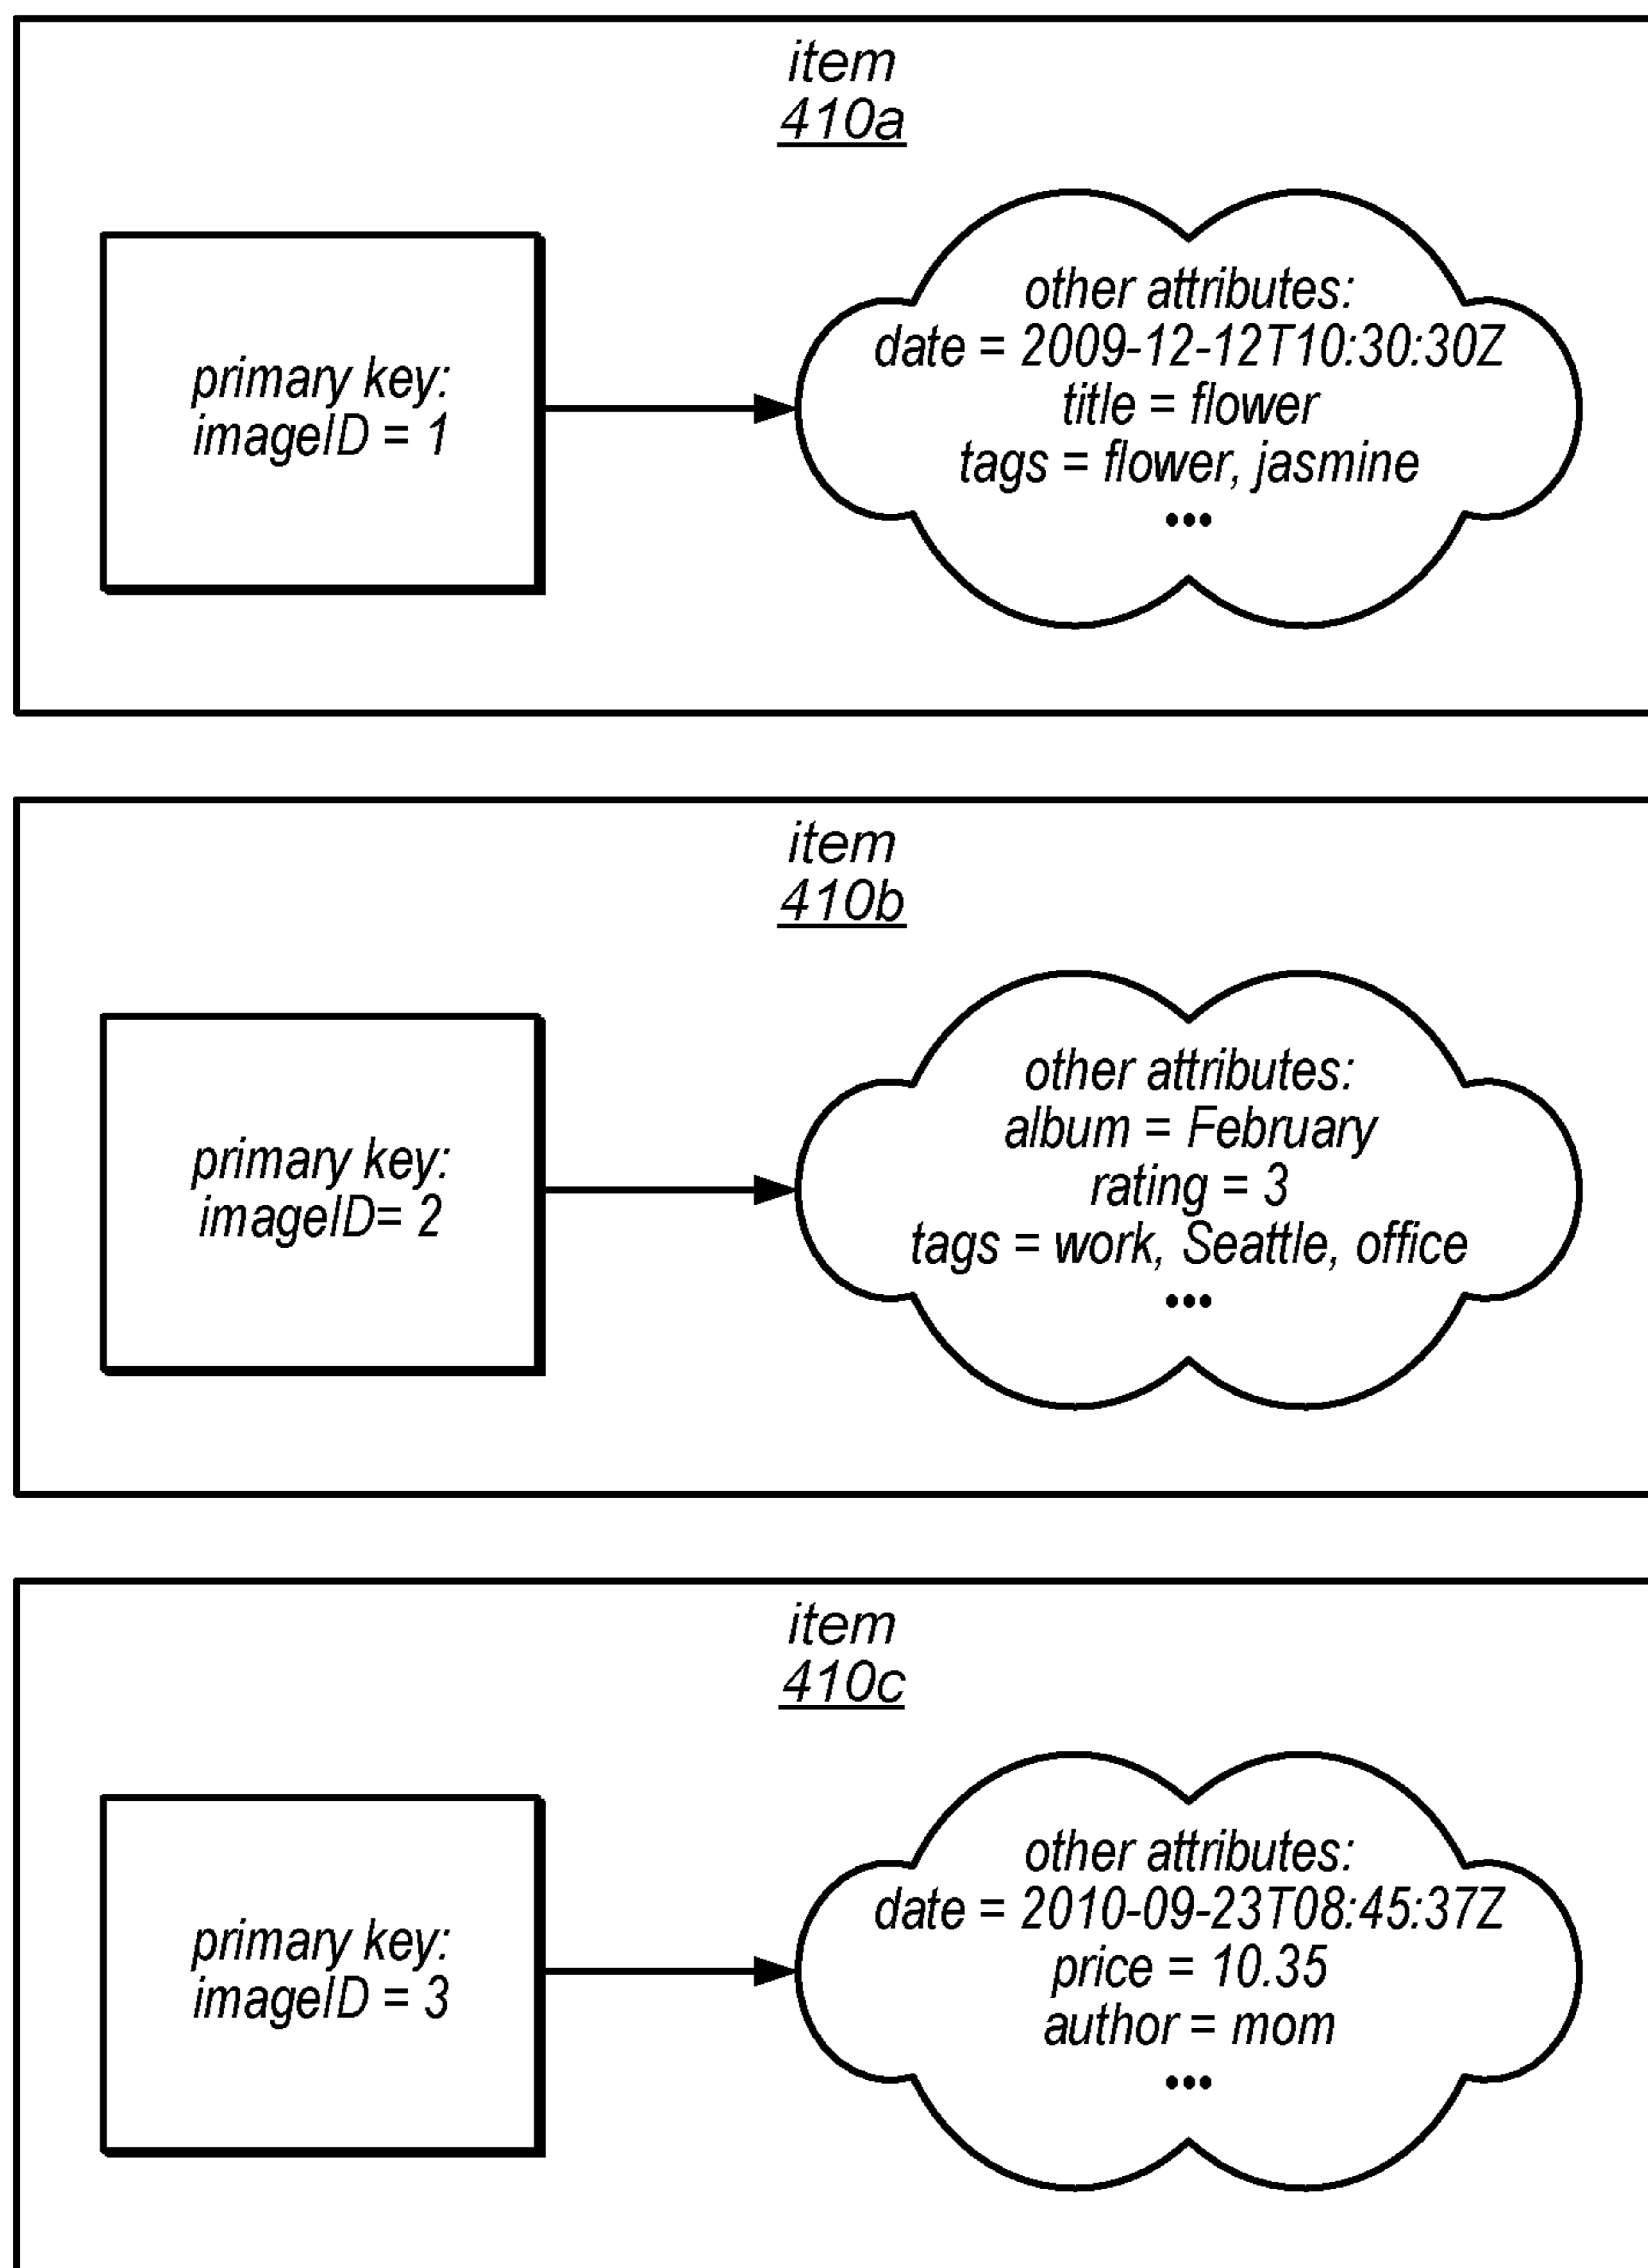 item
410a
primary key:
imageID = 1
other attributes:
date = 2009-12-12T10:30:30Z
title = flower
tags = flower, jasmine
•••
item
410b
primary key:
imageID= 2
other attributes:
album = February
rating = 3
tags = work, Seattle, office
•••
item
410c
primary key:
imageID = 3
other attributes:
date = 2010-09-23T08:45:37Z
price = 10.35
author = mom
•••